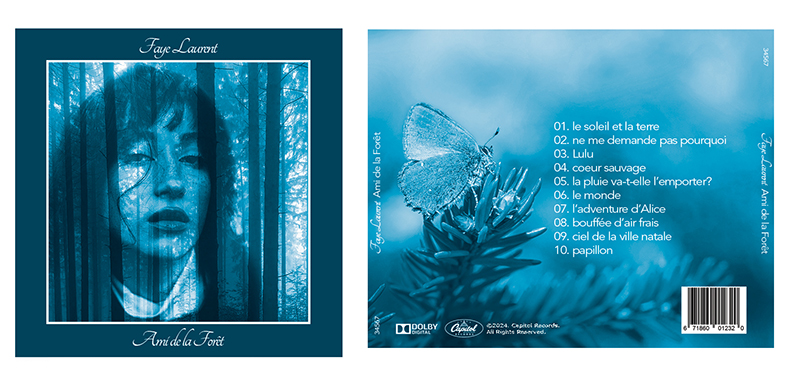 Faye Laurent
Ami de la Forêt
34567
Faye Laurent Ami de la Forêt
01. le soleil et la terre
02. ne me demande pas pourquoi
03. Lulu
04. coeur sauvage
05. la pluie va-t-elle l'emporter?
06. le monde
07. l'adventure d'Alice
08. bouffée d'air frais
09. ciel de la ville natale
10. papillon
Faye Laurent Ami de la Forêt
34567
DOLBY
DIGITAL
Capitol
RECORDS
©2024. Capitol Records.
All Rights Reserved.
6 71860 01232 0